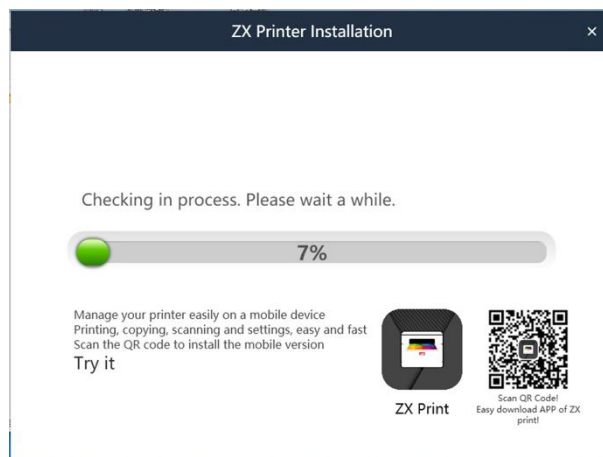 ZX Printer Installation
Checking in process. Please wait a while.
7%
Manage your printer easily on a mobile device
Printing, copying, scanning and settings, easy and fast
Scan the QR code to install the mobile version
Try it
ZX Print
Scan QR Code!
Easy download APP of ZX
print!